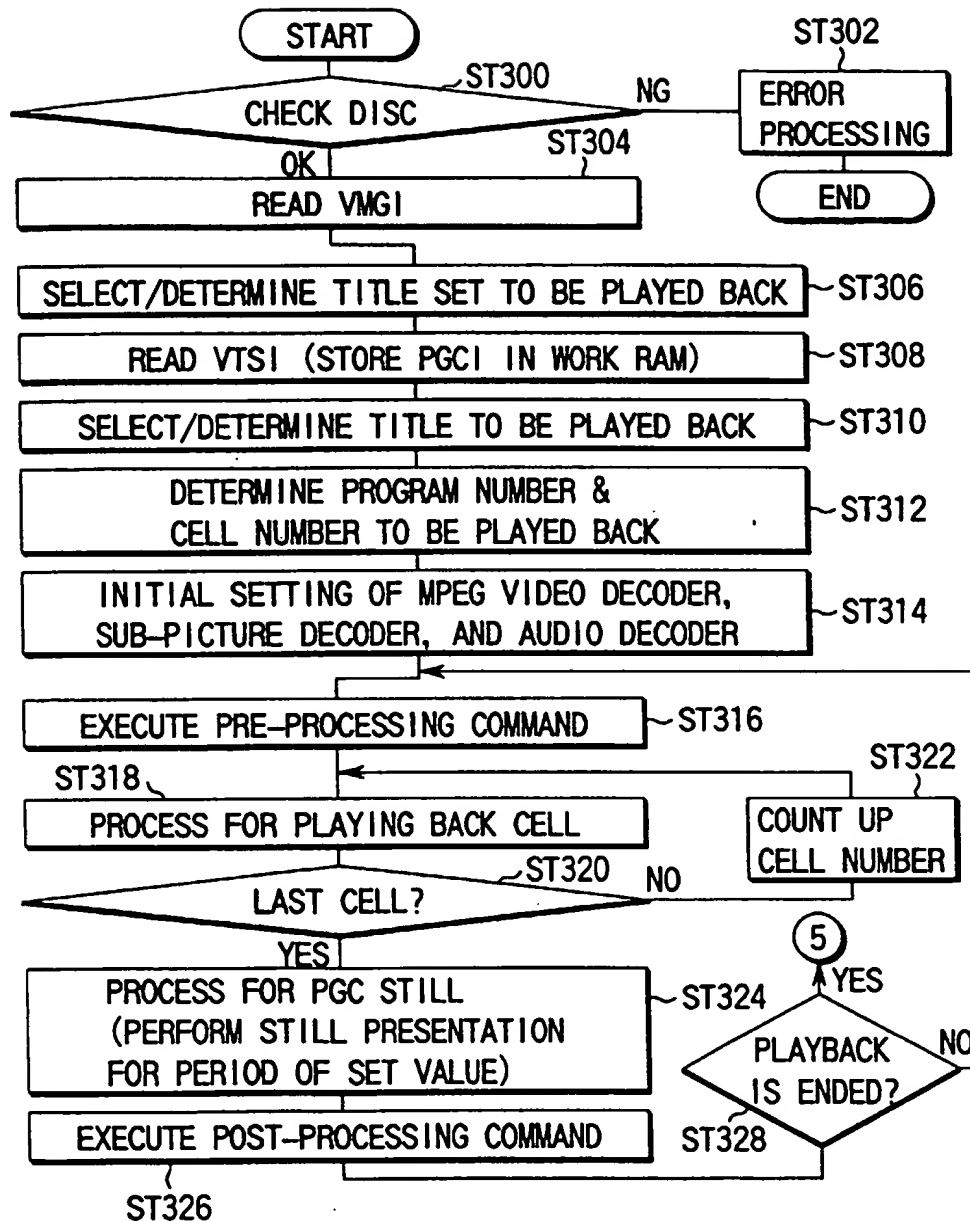 START
ST300
CHECK DISC
NG
ST302
ERROR
PROCESSING
END
OK
ST304
READ VMGI
SELECT/DETERMINE TITLE SET TO BE PLAYED BACK
ST306
READ VTSI (STORE PGCI IN WORK RAM)
ST308
SELECT/DETERMINE TITLE TO BE PLAYED BACK
ST310
DETERMINE PROGRAM NUMBER &
CELL NUMBER TO BE PLAYED BACK
ST312
INITIAL SETTING OF MPEG VIDEO DECODER,
SUB-PICTURE DECODER, AND AUDIO DECODER
ST314
EXECUTE PRE-PROCESSING COMMAND
ST316
ST318
PROCESS FOR PLAYING BACK CELL
ST322
COUNT UP
CELL NUMBER
ST320
LAST CELL?
NO
YES
PROCESS FOR PGC STILL
(PERFORM STILL PRESENTATION
FOR PERIOD OF SET VALUE)
ST324
EXECUTE POST-PROCESSING COMMAND
ST326
5
YES
PLAYBACK
IS ENDED?
NO
ST328